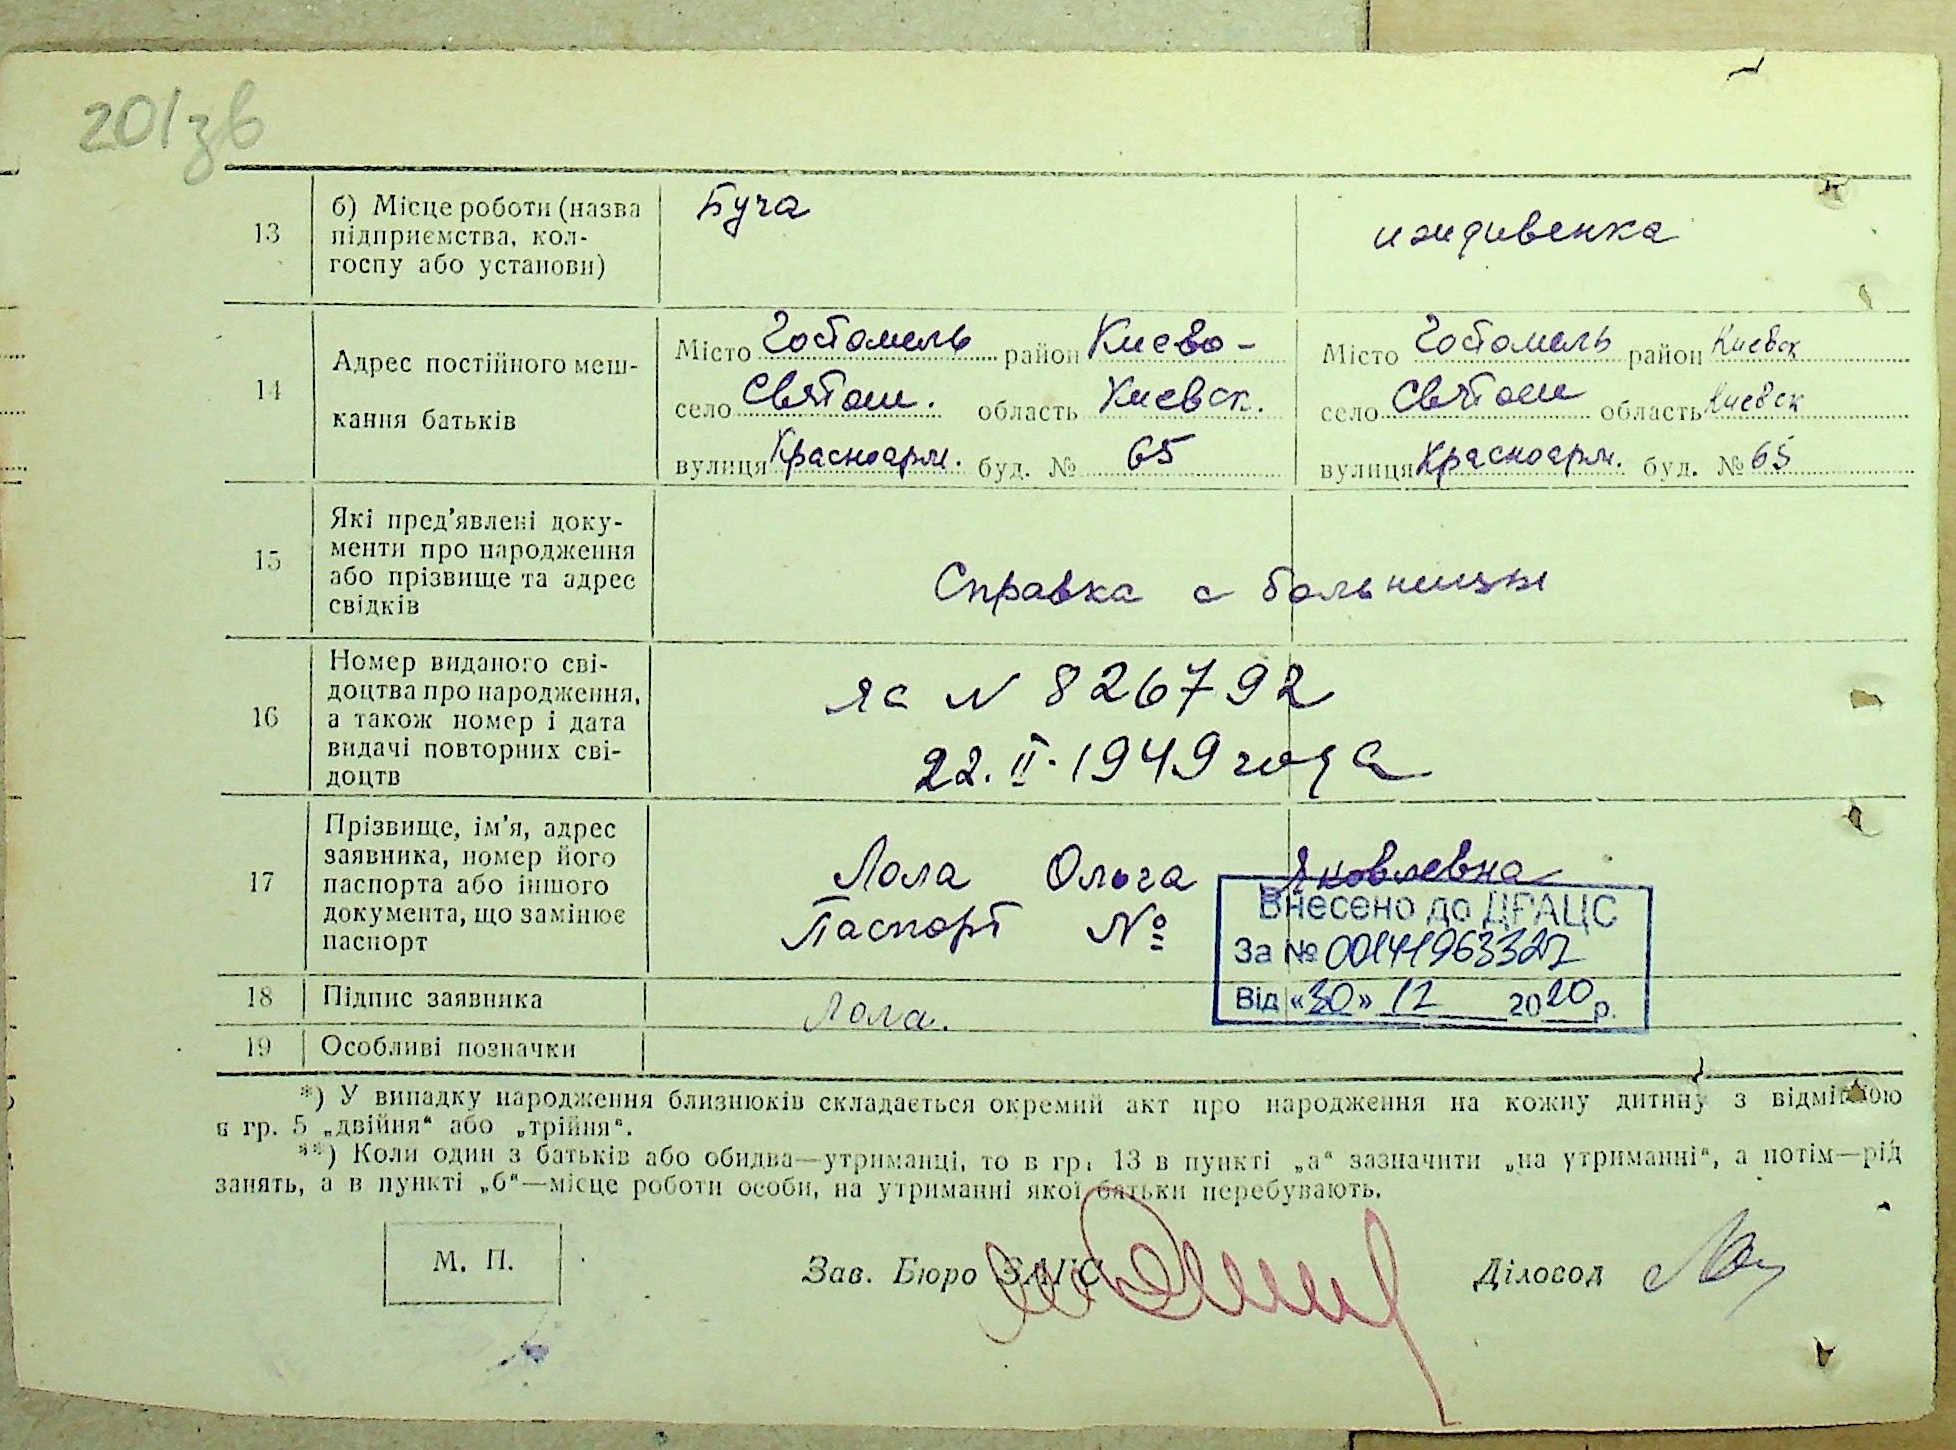 201зв
13
б) Місце роботи (назва
підприємства, кол-
госпу або установи)
Буча
иждивенка
14
Адрес постійного меш-
кання батьків
Місто Гостомель район Киево-
село Святош. область Киевск.
вулиця Красноарм. буд. № 65
Місто Гостомель район Киевск
село Святош область Киевск
вулиця Красноарм. буд. № 65
15
Які пред'явлені доку-
менти про народження
або прізвище та адрес
свідків
Справка с больницы
16
Номер виданого сві-
доцтва про народження,
а також номер і дата
видачі повторних сві-
доцтв
яс N 826792
22.II.1949 года
17
Прізвище, ім'я, адрес
заявника, номер його
паспорта або іншого
документа, що замінює
паспорт
Лола Ольга Яковлевна
Паспорт №
Внесено до ДРАЦС
За № 00141963327
Від «30» 12 2020 р.
18
Підпис заявника
Лола.
19
Особливі позначки
*) У випадку народження близнюків складається окремий акт про народження на кожну дитину з відміткою
в гр. 5 „двійня“ або „трійня“.
**) Коли один з батьків або обидва—утриманці, то в гр. 13 в пункті „а“ зазначити „на утриманні“, а потім—рід
занять, а в пункті „б“—місце роботи особи, на утриманні якої батьки перебувають.
М. П.
Зав. Бюро ЗАГС
Діловод